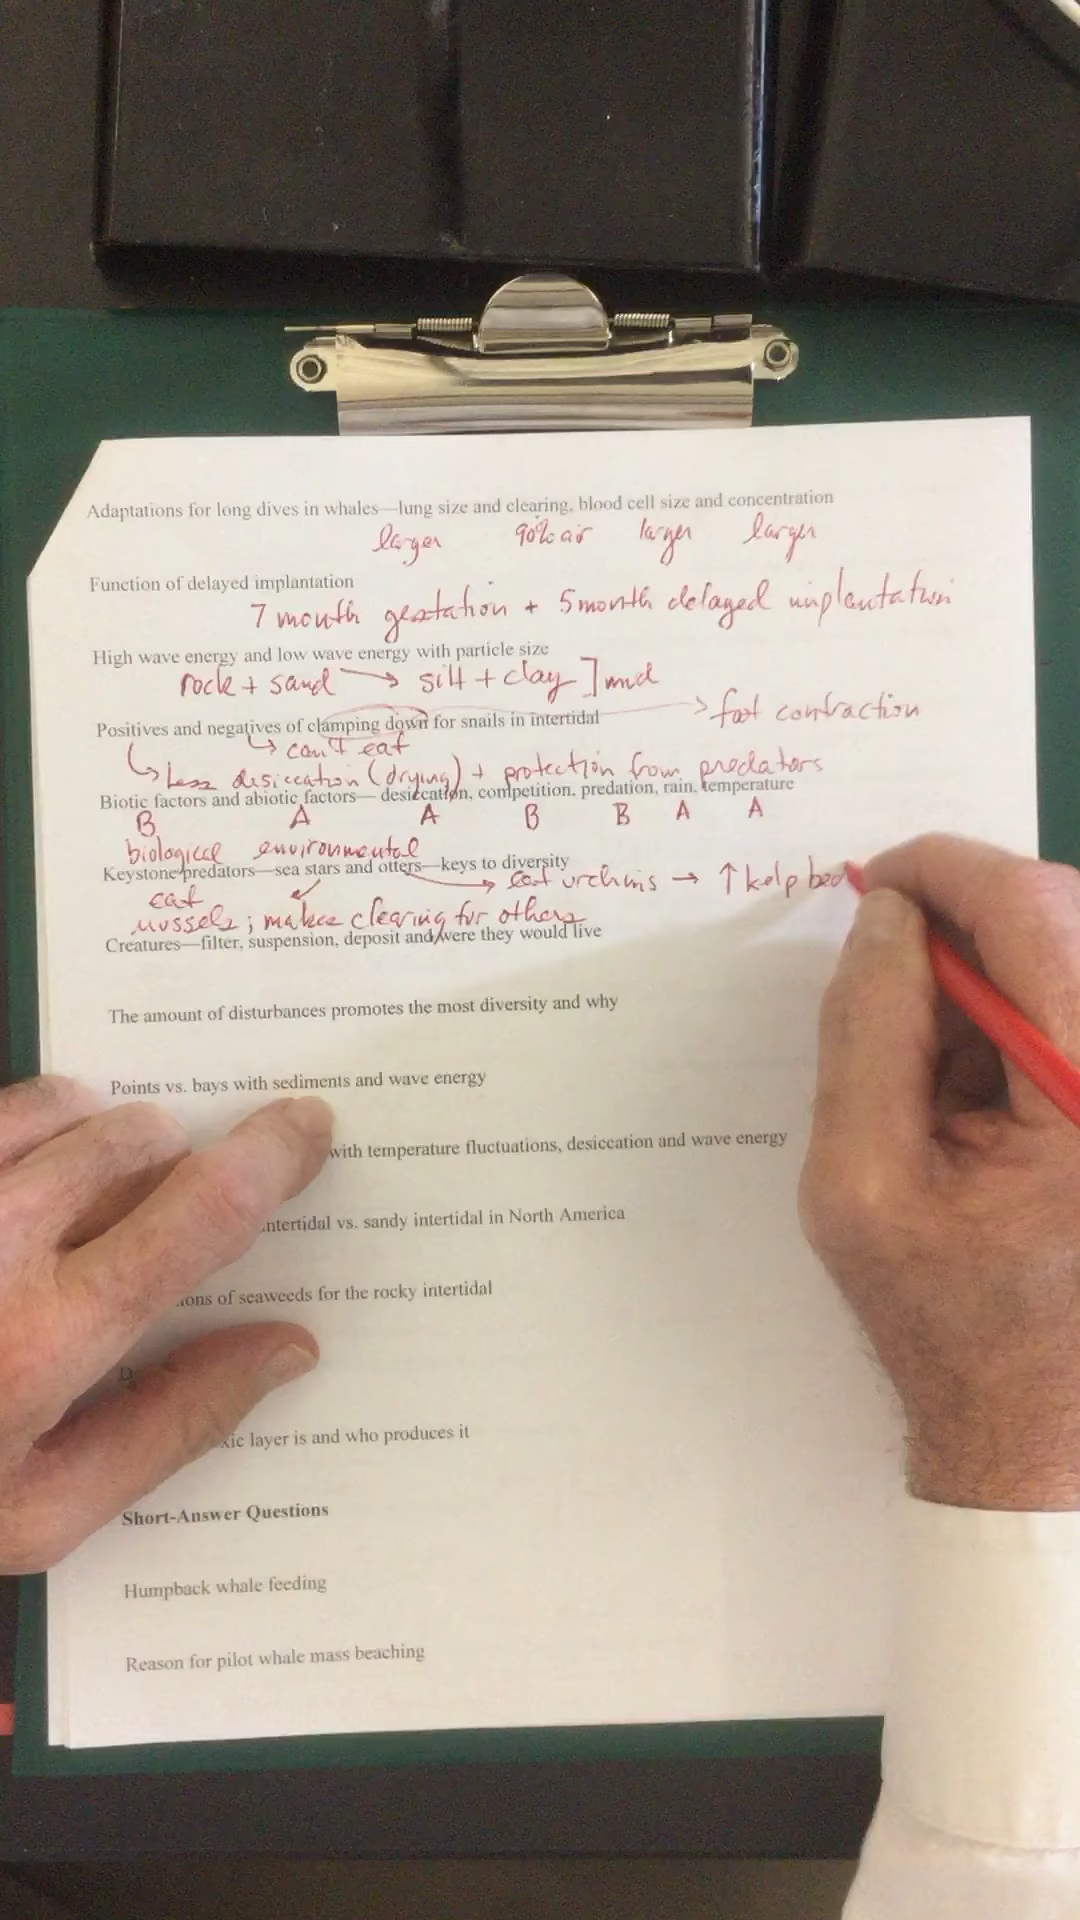 Adaptations for long dives in whales—lung size and clearing, blood cell size and concentration
larger 90% air larger larger
Function of delayed implantation
7 month gestation + 5 month delayed implantation
High wave energy and low wave energy with particle size
rock + sand → silt + clay ] mud
Positives and negatives of clamping down for snails in intertidal → foot contraction
↳ can't eat
↳ Less desiccation (drying) + protection from predators
Biotic factors and abiotic factors— desiccation, competition, predation, rain, temperature
B A A B B A A
biological environmental
Keystone predators—sea stars and otters—keys to diversity
eat urchins → ↑ kelp bed
eat
mussels; makes clearing for others
Creatures—filter, suspension, deposit and were they would live
The amount of disturbances promotes the most diversity and why
Points vs. bays with sediments and wave energy
with temperature fluctuations, desiccation and wave energy
ntertidal vs. sandy intertidal in North America
ions of seaweeds for the rocky intertidal
D
xic layer is and who produces it
Short-Answer Questions
Humpback whale feeding
Reason for pilot whale mass beaching